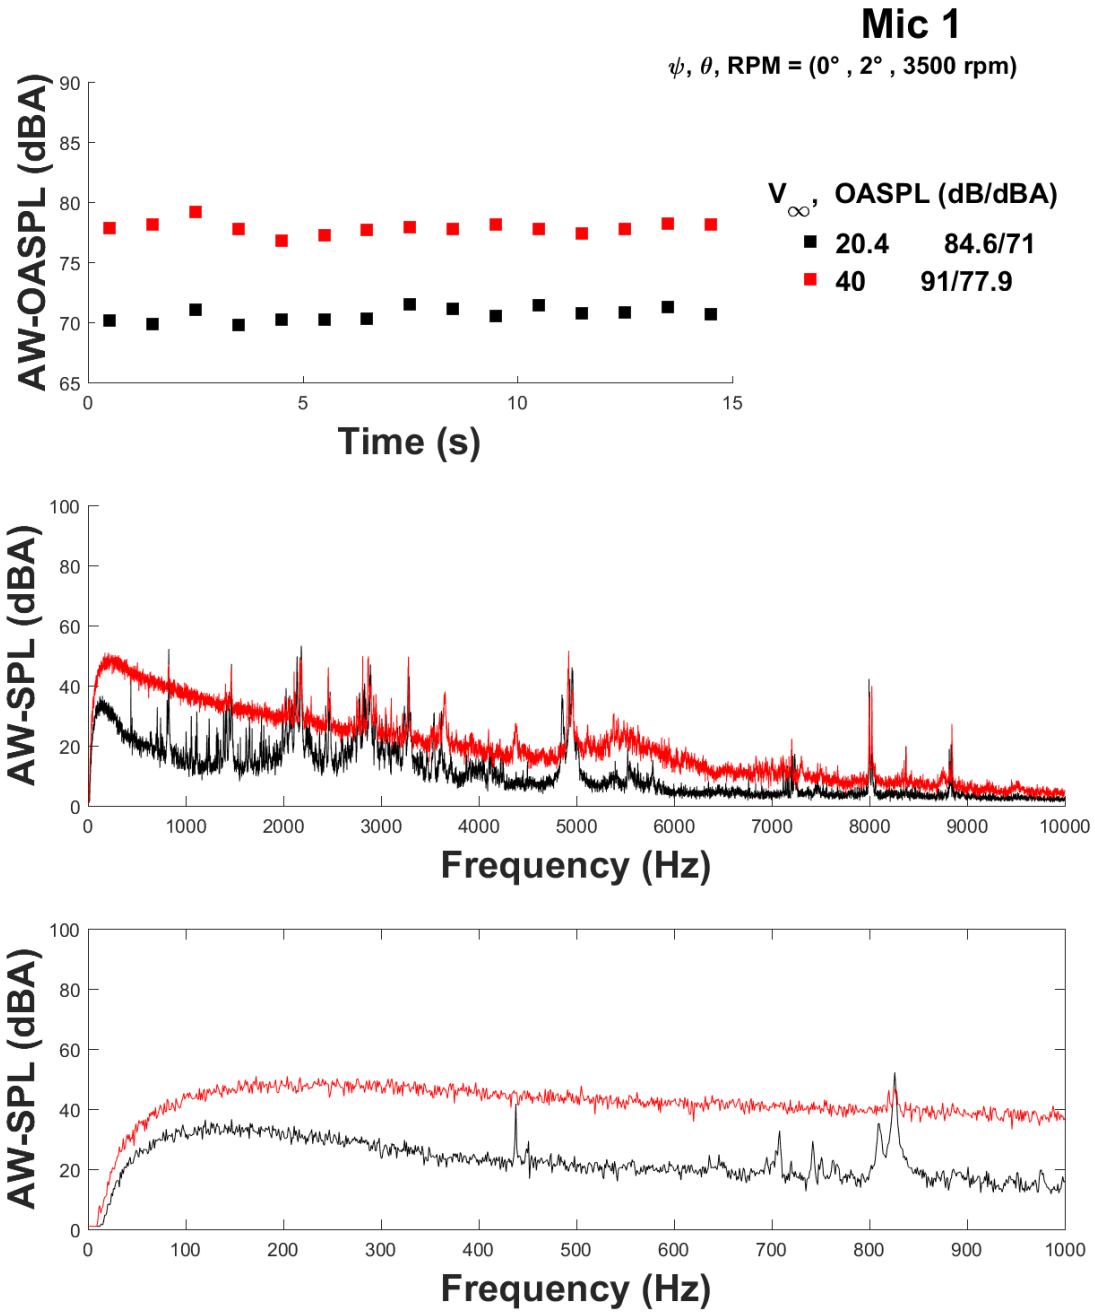 Mic 1
ψ, θ, RPM = (0° , 2° , 3500 rpm)
90
85
80
75
70
65
0 5 10 15
AW-OASPL (dBA)
Time (s)
V∞, OASPL (dB/dBA)
20.4 84.6/71
40 91/77.9
100
80
60
40
20
0
0 1000 2000 3000 4000 5000 6000 7000 8000 9000 10000
AW-SPL (dBA)
Frequency (Hz)
100
80
60
40
20
0
0 100 200 300 400 500 600 700 800 900 1000
AW-SPL (dBA)
Frequency (Hz)